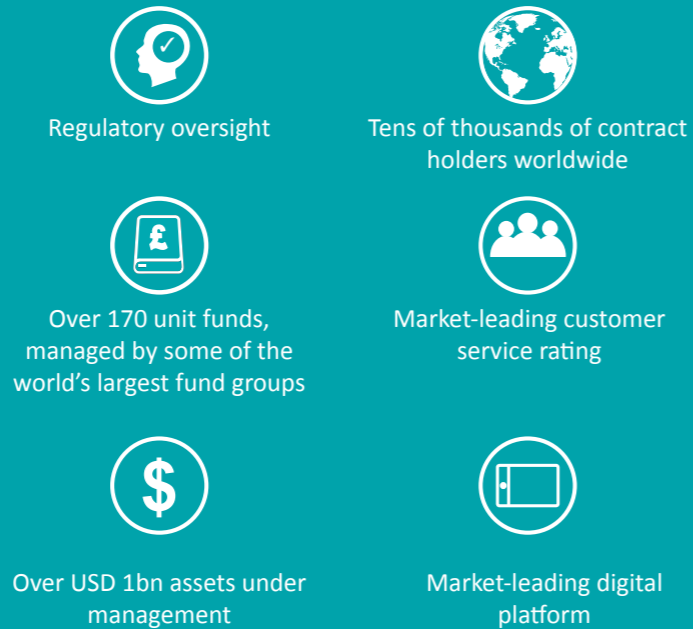 Regulatory oversight
Tens of thousands of contract
holders worldwide
£
Over 170 unit funds,
managed by some of the
world's largest fund groups
Market-leading customer
service rating
$
Over USD 1bn assets under
management
Market-leading digital
platform